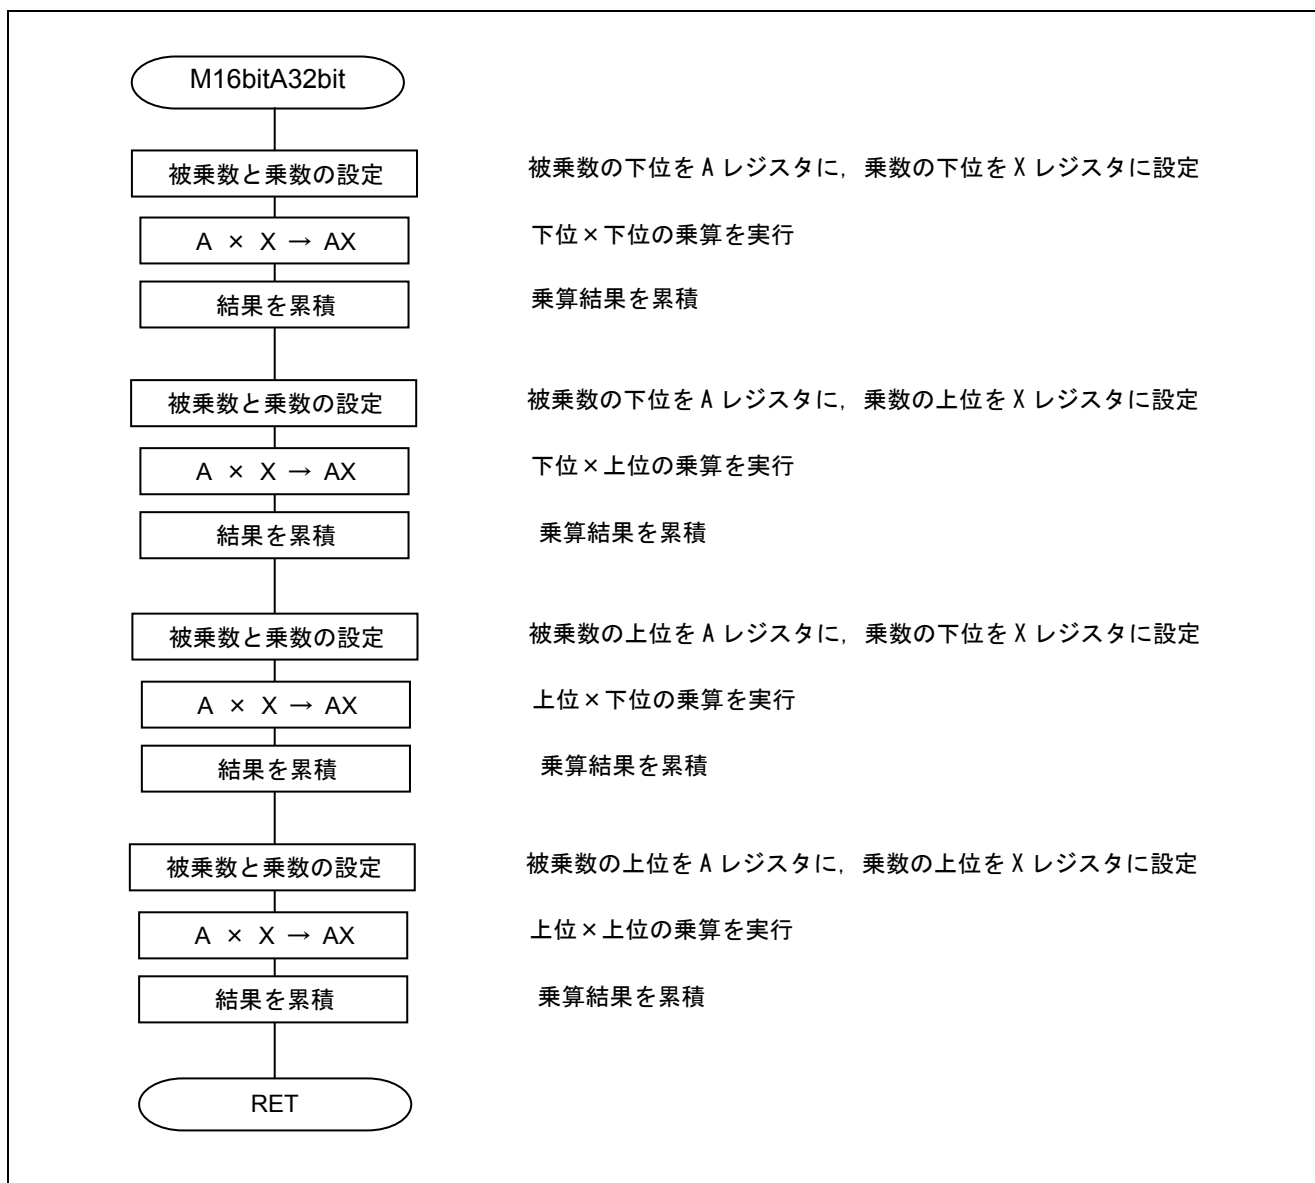 M16bitA32bit
被乗数と乗数の設定 被乗数の下位を A レジスタに, 乗数の下位を X レジスタに設定
A × X → AX 下位×下位の乗算を実行
結果を累積 乗算結果を累積
被乗数と乗数の設定 被乗数の下位を A レジスタに, 乗数の上位を X レジスタに設定
A × X → AX 下位×上位の乗算を実行
結果を累積 乗算結果を累積
被乗数と乗数の設定 被乗数の上位を A レジスタに, 乗数の下位を X レジスタに設定
A × X → AX 上位×下位の乗算を実行
結果を累積 乗算結果を累積
被乗数と乗数の設定 被乗数の上位を A レジスタに, 乗数の上位を X レジスタに設定
A × X → AX 上位×上位の乗算を実行
結果を累積 乗算結果を累積
RET